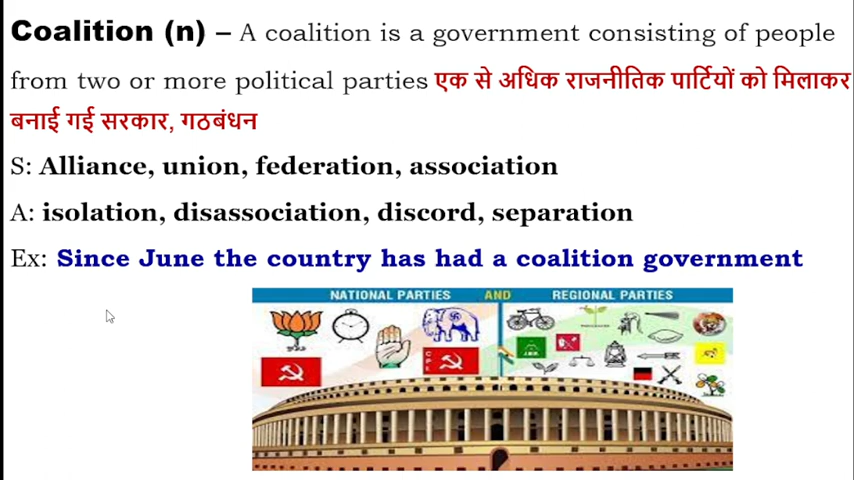 Coalition (n) – A coalition is a government consisting of people
from two or more political parties एक से अधिक राजनीतिक पार्टियों को मिलाकर
बनाई गई सरकार, गठबंधन
S: Alliance, union, federation, association
A: isolation, disassociation, discord, separation
Ex: Since June the country has had a coalition government
NATIONAL PARTIES AND REGIONAL PARTIES